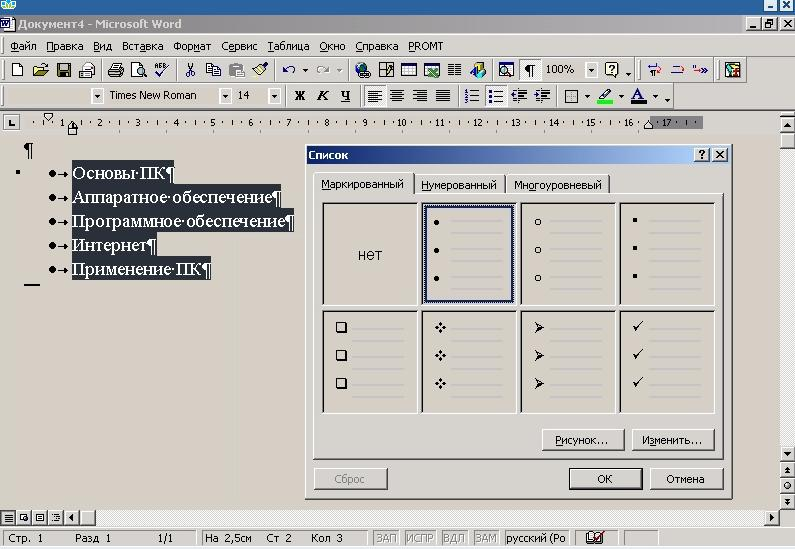 Документ4 - Microsoft Word
Файл Правка Вид Вставка Формат Сервис Таблица Окно Справка PROMT
100%
Times New Roman 14 Ж К Ч
1 1 2 3 4 5 6 7 8 9 10 11 12 13 14 15 16 17
¶
Основы·ПК¶
Аппаратное·обеспечение¶
Программное·обеспечение¶
Интернет¶
Применение·ПК¶
Список
Маркированный Нумерованный Многоуровневый
нет
Рисунок... Изменить...
Сброс ОК Отмена
Стр. 1 Разд 1 1/1 На 2,5см Ст 2 Кол 3 ЗАП ИСПР ВДЛ ЗАМ русский (Ро